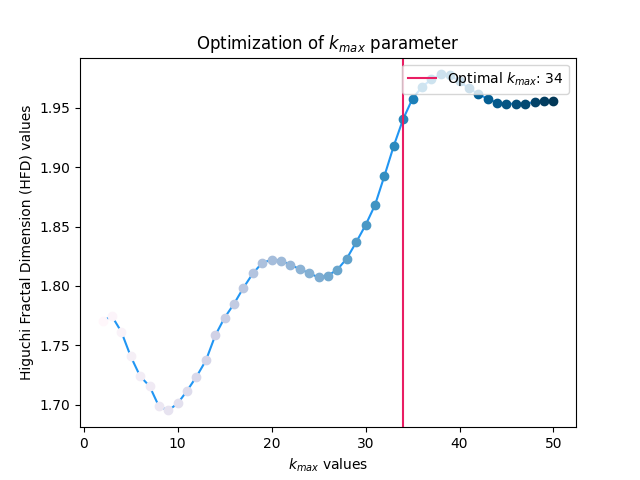 Optimization of k_max parameter
Optimal k_max: 34
Higuchi Fractal Dimension (HFD) values
1.95
1.90
1.85
1.80
1.75
1.70
0 10 20 30 40 50
k_max values